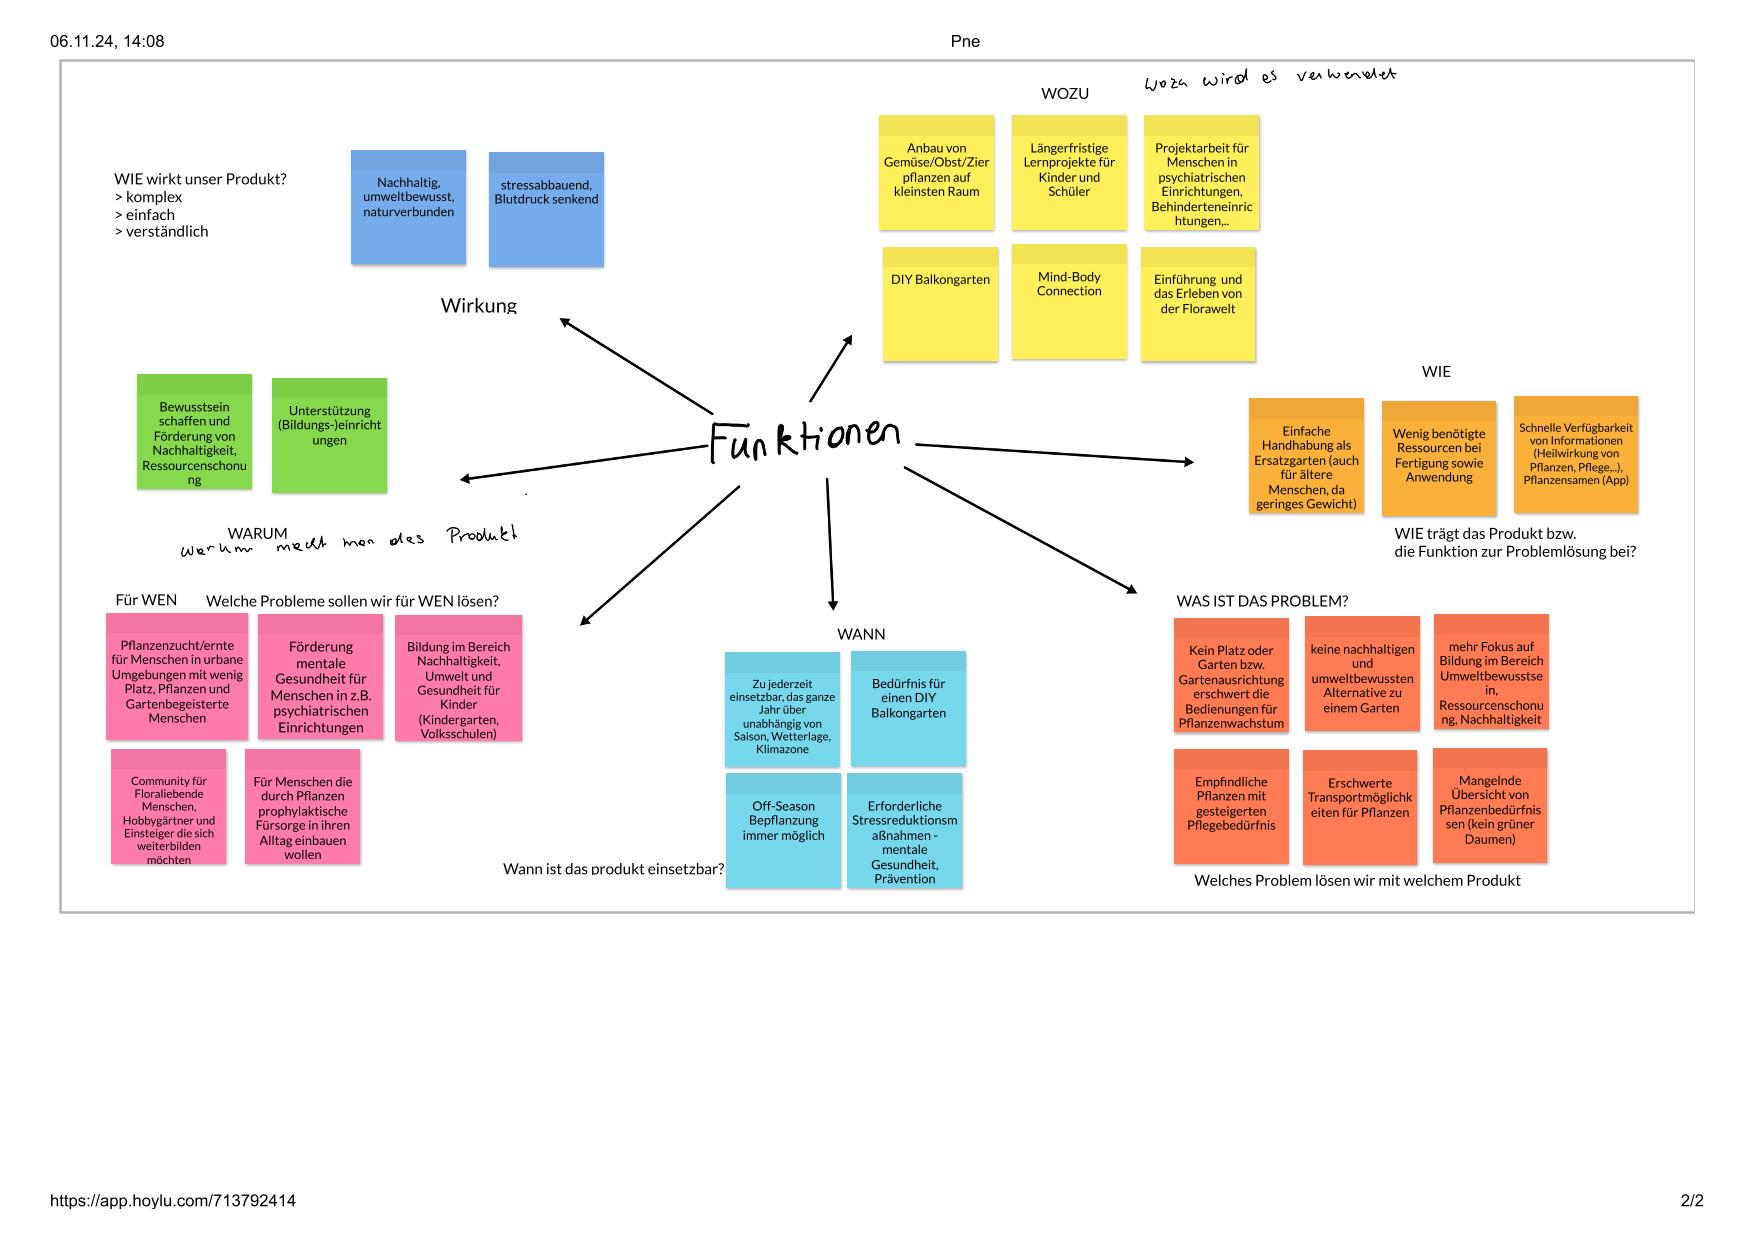 06.11.24, 14:08
Pne
WOZU
woza wird es verwendet
WIE wirkt unser Produkt?
> komplex
> einfach
> verständlich
Nachhaltig,
umweltbewusst,
naturverbunden
stressabbauend,
Blutdruck senkend
Wirkung
Anbau von
Gemüse/Obst/Zier
pflanzen auf
kleinsten Raum
Längerfristige
Lernprojekte für
Kinder und
Schüler
Projektarbeit für
Menschen in
psychiatrischen
Einrichtungen,
Behinderteneinric
htungen,..
DIY Balkongarten
Mind-Body
Connection
Einführung und
das Erleben von
der Florawelt
Funktionen
Bewusstsein
schaffen und
Förderung von
Nachhaltigkeit,
Ressourcenschonu
ng
Unterstützung
(Bildungs-)einricht
ungen
WARUM
warum macht man das Produkt
WIE
Einfache
Handhabung als
Ersatzgarten (auch
für ältere
Menschen, da
geringes Gewicht)
Wenig benötigte
Ressourcen bei
Fertigung sowie
Anwendung
Schnelle Verfügbarkeit
von Informationen
(Heilwirkung von
Pflanzen, Pflege,..),
Pflanzensamen (App)
WIE trägt das Produkt bzw.
die Funktion zur Problemlösung bei?
Für WEN
Welche Probleme sollen wir für WEN lösen?
Pflanzenzucht/ernte
für Menschen in urbane
Umgebungen mit wenig
Platz, Pflanzen und
Gartenbegeisterte
Menschen
Förderung
mentale
Gesundheit für
Menschen in z.B.
psychiatrischen
Einrichtungen
Bildung im Bereich
Nachhaltigkeit,
Umwelt und
Gesundheit für
Kinder
(Kindergarten,
Volksschulen)
Community für
Floraliebende
Menschen,
Hobbygärtner und
Einsteiger die sich
weiterbilden
möchten
Für Menschen die
durch Pflanzen
prophylaktische
Fürsorge in ihren
Alltag einbauen
wollen
WANN
Zu jederzeit
einsetzbar, das ganze
Jahr über
unabhängig von
Saison, Wetterlage,
Klimazone
Bedürfnis für
einen DIY
Balkongarten
Off-Season
Bepflanzung
immer möglich
Erforderliche
Stressreduktionsm
aßnahmen -
mentale
Gesundheit,
Prävention
Wann ist das produkt einsetzbar?
WAS IST DAS PROBLEM?
Kein Platz oder
Garten bzw.
Gartenausrichtung
erschwert die
Bedienungen für
Pflanzenwachstum
keine nachhaltigen
und
umweltbewussten
Alternative zu
einem Garten
mehr Fokus auf
Bildung im Bereich
Umweltbewusstse
in,
Ressourcenschonu
ng, Nachhaltigkeit
Empfindliche
Pflanzen mit
gesteigerten
Pflegebedürfnis
Erschwerte
Transportmöglichk
eiten für Pflanzen
Mangelnde
Übersicht von
Pflanzenbedürfnis
sen (kein grüner
Daumen)
Welches Problem lösen wir mit welchem Produkt
https://app.hoylu.com/713792414
2/2